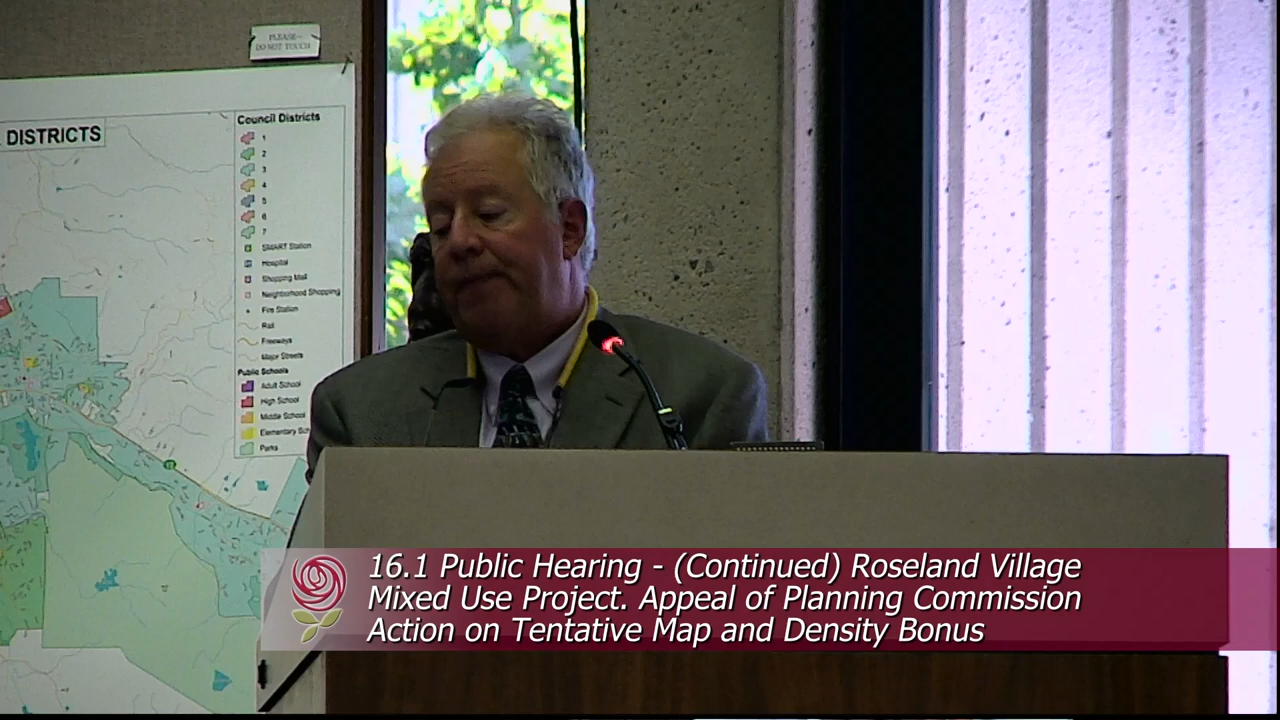 PLEASE--
DO NOT TOUCH
DISTRICTS
Council Districts
1
2
3
4
5
6
7
SMART Station
Hospital
Shopping Mall
Neighborhood Shopping
Fire Station
Rail
Freeways
Major Streets
Public Schools
Adult School
High School
Middle School
Elementary Sch
Parks
16.1 Public Hearing - (Continued) Roseland Village
Mixed Use Project. Appeal of Planning Commission
Action on Tentative Map and Density Bonus